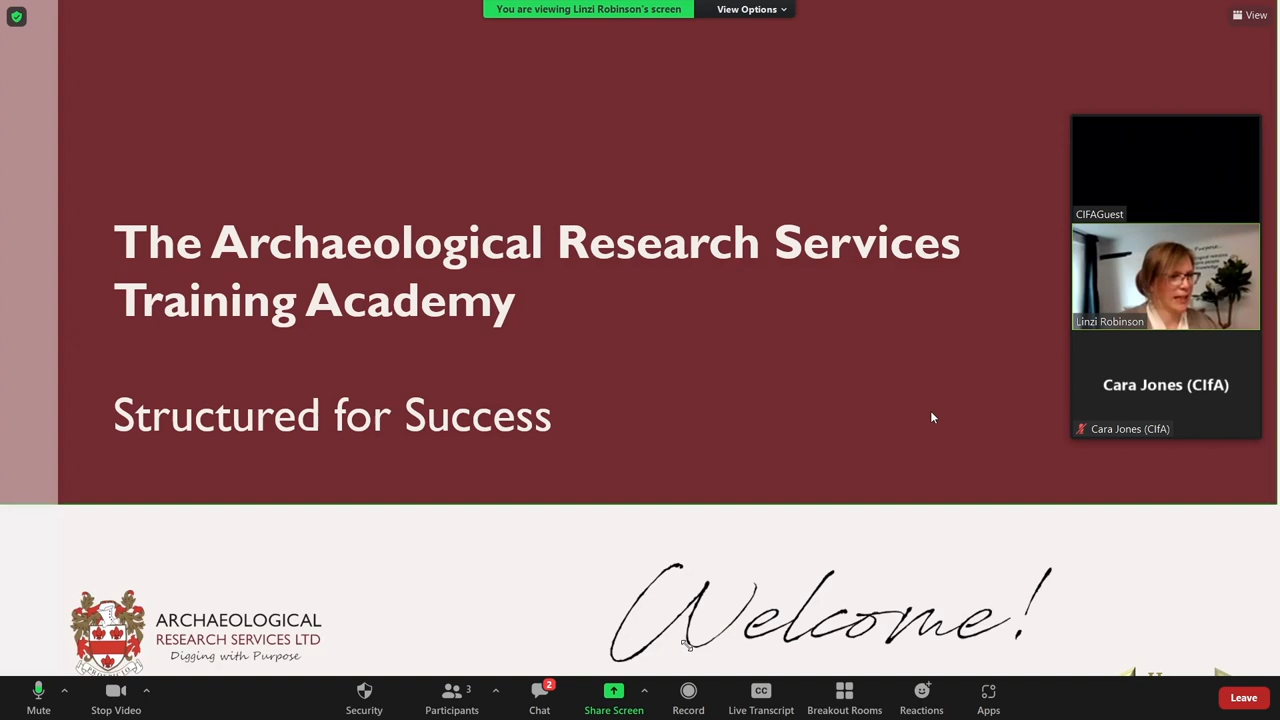 You are viewing Linzi Robinson's screen
View Options
View
The Archaeological Research Services
Training Academy
Structured for Success
CIFAGuest
Linzi Robinson
Cara Jones (CIfA)
Cara Jones (CIfA)
ARCHAEOLOGICAL
RESEARCH SERVICES LTD
Digging with Purpose
Welcome!
Mute
Stop Video
Security
3
Participants
2
Chat
Share Screen
Record
CC
Live Transcript
Breakout Rooms
Reactions
Apps
Leave